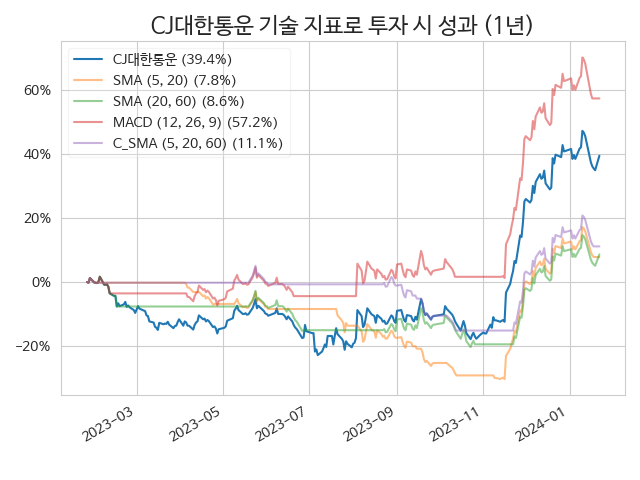 CJ대한통운 기술 지표로 투자 시 성과 (1년)
CJ대한통운 (39.4%)
SMA (5, 20) (7.8%)
SMA (20, 60) (8.6%)
MACD (12, 26, 9) (57.2%)
C_SMA (5, 20, 60) (11.1%)
60%
40%
20%
0%
−20%
2023−03
2023−05
2023−07
2023−09
2023−11
2024−01